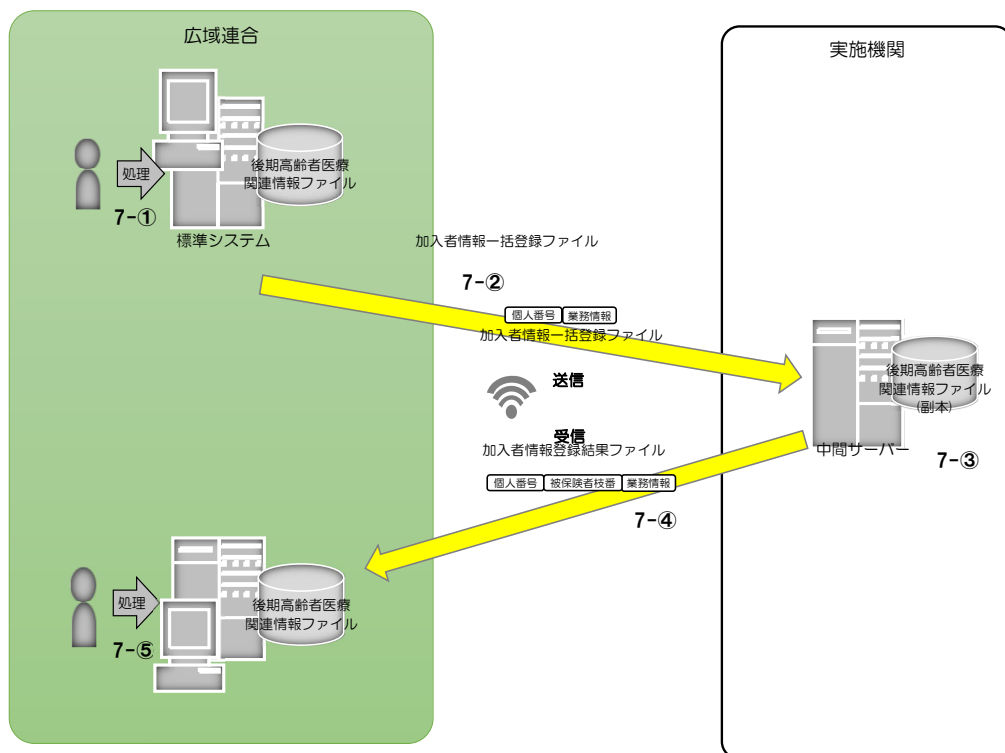 広域連合
実施機関
後期高齢者医療
関連情報ファイル
処理
7-①
標準システム
加入者情報一括登録ファイル
7-②
個人番号 業務情報
加入者情報一括登録ファイル
送信
後期高齢者医療
関連情報ファイル
(副本)
中間サーバー
7-③
受信
加入者情報登録結果ファイル
個人番号 被保険者枝番 業務情報
7-④
処理
後期高齢者医療
関連情報ファイル
7-⑤